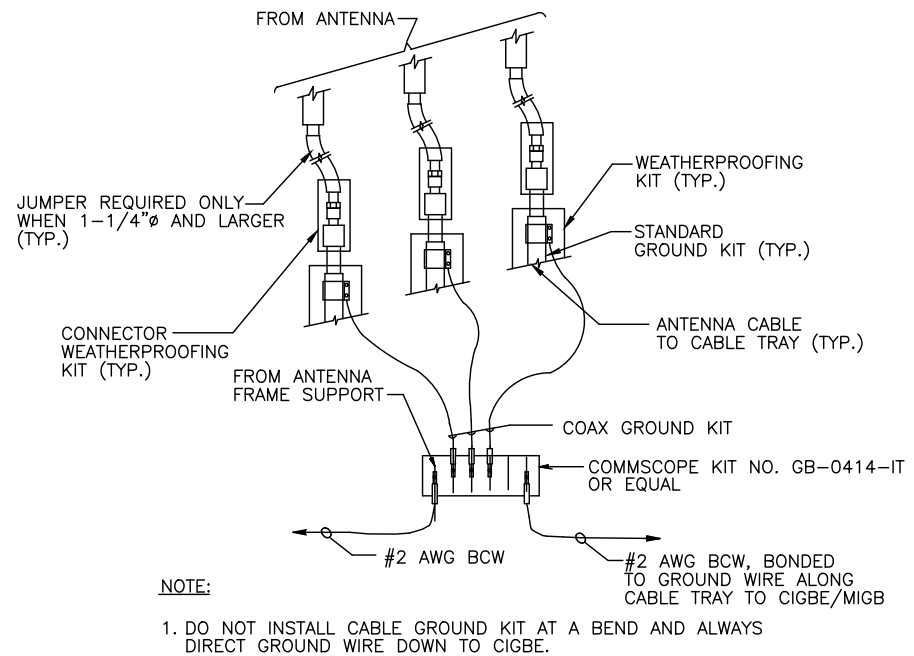 FROM ANTENNA
JUMPER REQUIRED ONLY
WHEN 1-1/4"ø AND LARGER
(TYP.)
WEATHERPROOFING
KIT (TYP.)
STANDARD
GROUND KIT (TYP.)
CONNECTOR
WEATHERPROOFING
KIT (TYP.)
ANTENNA CABLE
TO CABLE TRAY (TYP.)
FROM ANTENNA
FRAME SUPPORT
COAX GROUND KIT
COMMSCOPE KIT NO. GB-0414-IT
OR EQUAL
#2 AWG BCW
#2 AWG BCW, BONDED
TO GROUND WIRE ALONG
CABLE TRAY TO CIGBE/MIGB
NOTE:
1. DO NOT INSTALL CABLE GROUND KIT AT A BEND AND ALWAYS
DIRECT GROUND WIRE DOWN TO CIGBE.